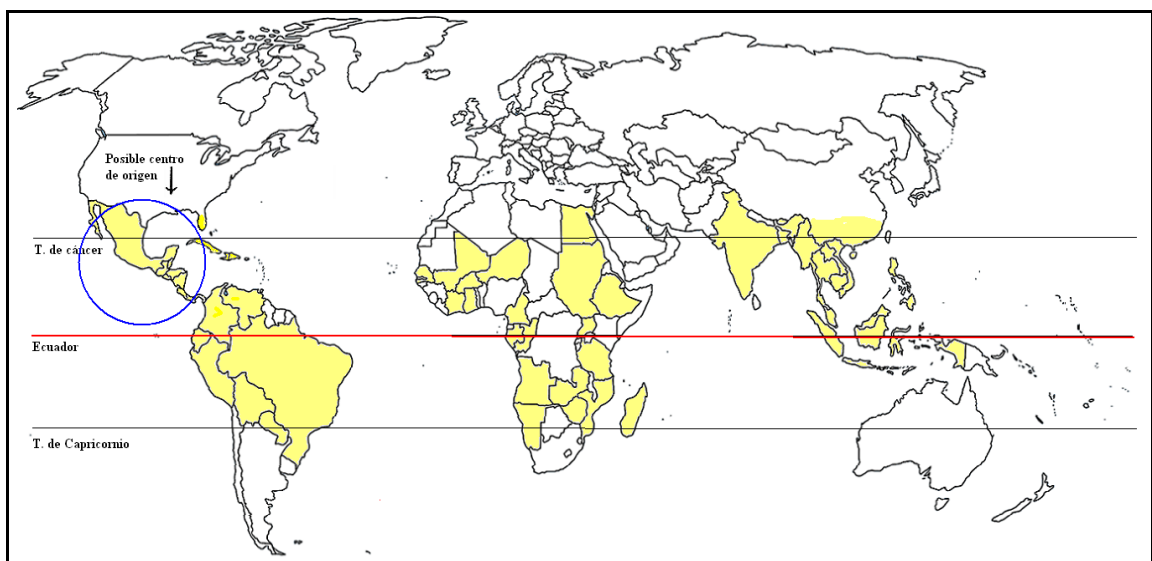 Posible centro
de origen
T. de cáncer
Ecuador
T. de Capricornio